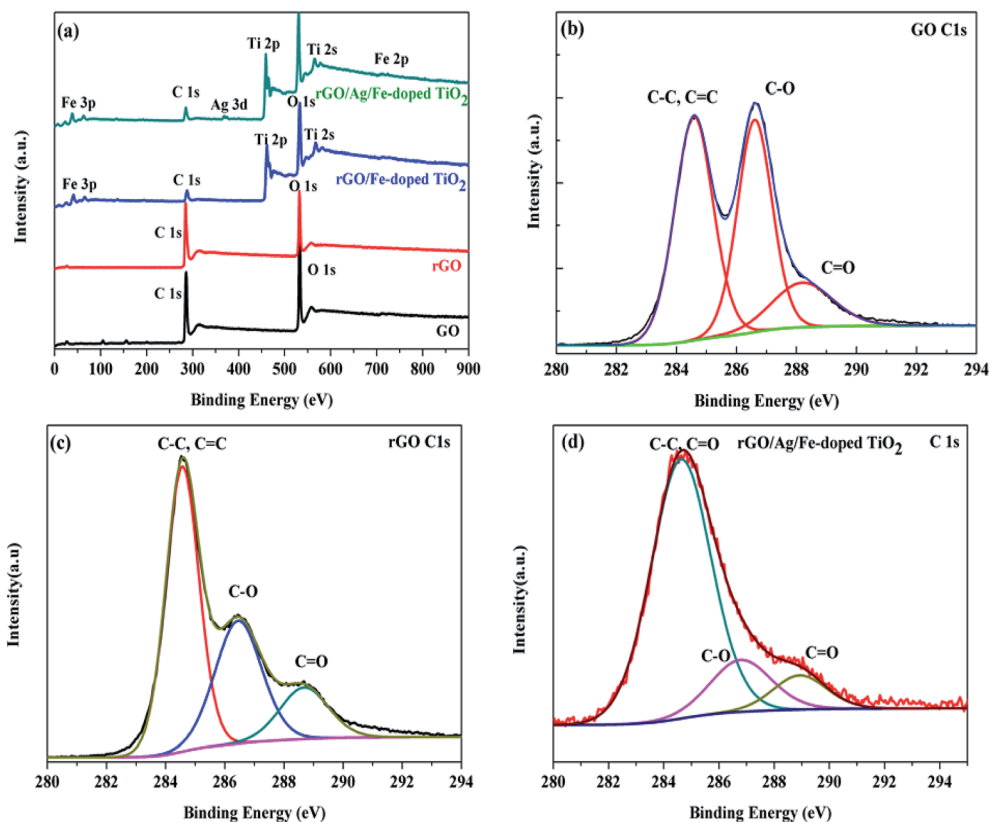 (a)
Ti 2p
Ti 2s
Fe 2p
Fe 3p
C 1s
Ag 3d
rGO/Ag/Fe-doped TiO2
O 1s
Ti 2p
Ti 2s
Fe 3p
C 1s
rGO/Fe-doped TiO2
O 1s
C 1s
rGO
C 1s
O 1s
GO
Intensity (a.u.)
0 100 200 300 400 500 600 700 800 900
Binding Energy (eV)
(b)
GO C1s
C-C, C=C
C-O
C=O
Intensity (a.u.)
280 282 284 286 288 290 292 294
Binding Energy (eV)
(c)
rGO C1s
C-C, C=C
C-O
C=O
Intensity(a.u)
280 282 284 286 288 290 292 294
Binding Energy (eV)
(d)
C-C, C=O
rGO/Ag/Fe-doped TiO2
C 1s
C-O
C=O
Intensity(a.u.)
280 282 284 286 288 290 292 294
Binding Energy (eV)